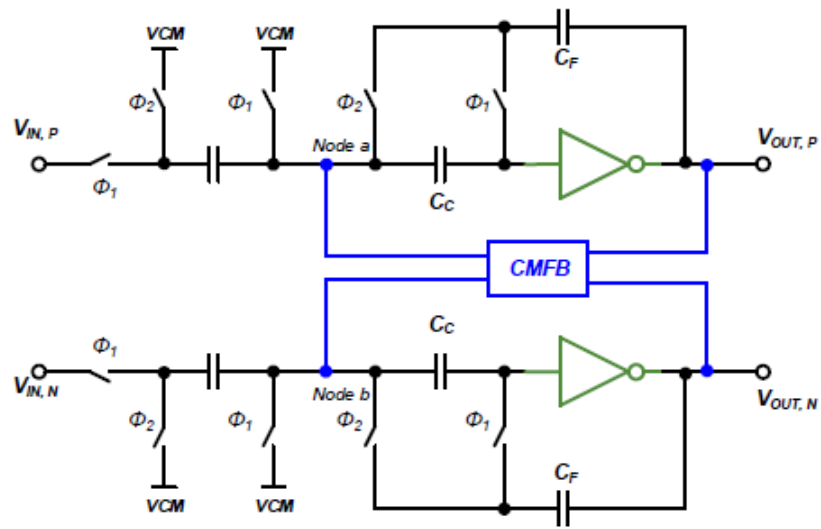 VCM
VCM
C_F
Φ2
Φ1
Φ2
Φ1
V_IN, P
Node a
V_OUT, P
Φ1
C_C
CMFB
C_C
Φ1
V_IN, N
Node b
V_OUT, N
Φ2
Φ1
Φ2
Φ1
C_F
VCM
VCM